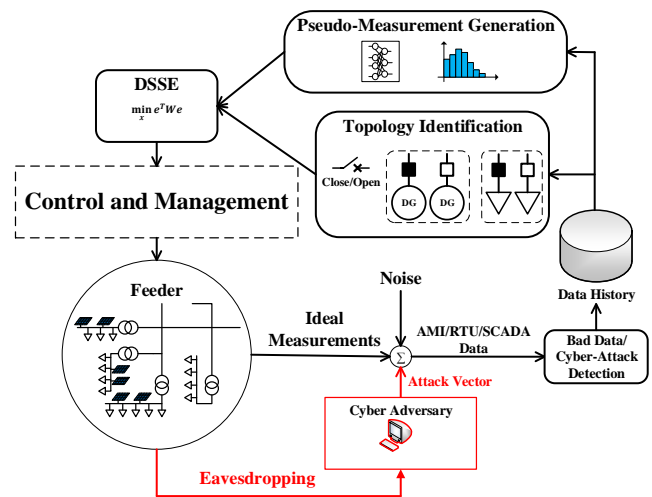 Pseudo-Measurement Generation
DSSE
min e^T We
x
Topology Identification
Close/Open
DG
DG
Control and Management
Data History
Feeder
Noise
Ideal
Measurements
Σ
AMI/RTU/SCADA
Data
Bad Data/
Cyber-Attack
Detection
Attack Vector
Cyber Adversary
Eavesdropping